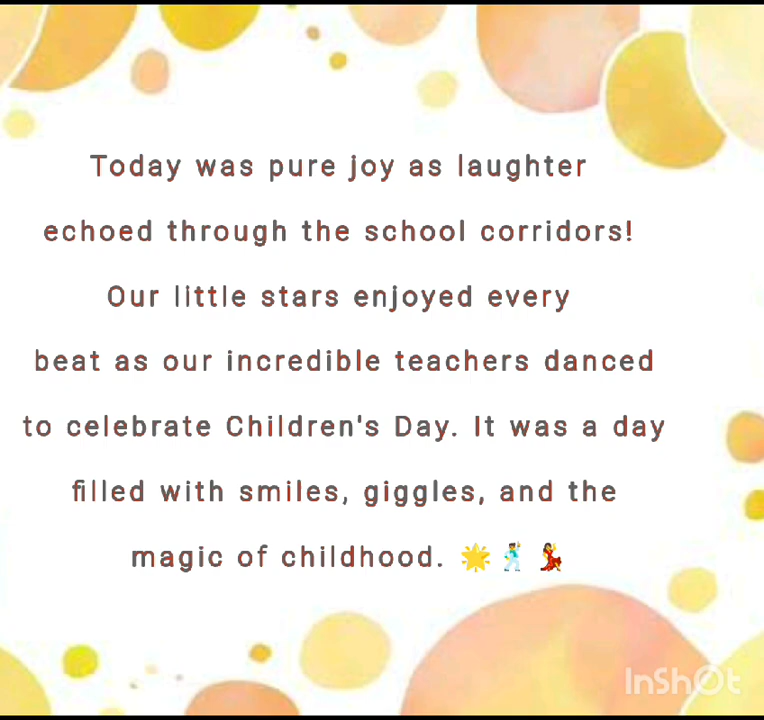 Today was pure joy as laughter
echoed through the school corridors!
Our little stars enjoyed every
beat as our incredible teachers danced
to celebrate Children's Day. It was a day
filled with smiles, giggles, and the
magic of childhood. 🌟🕺💃
InShOt